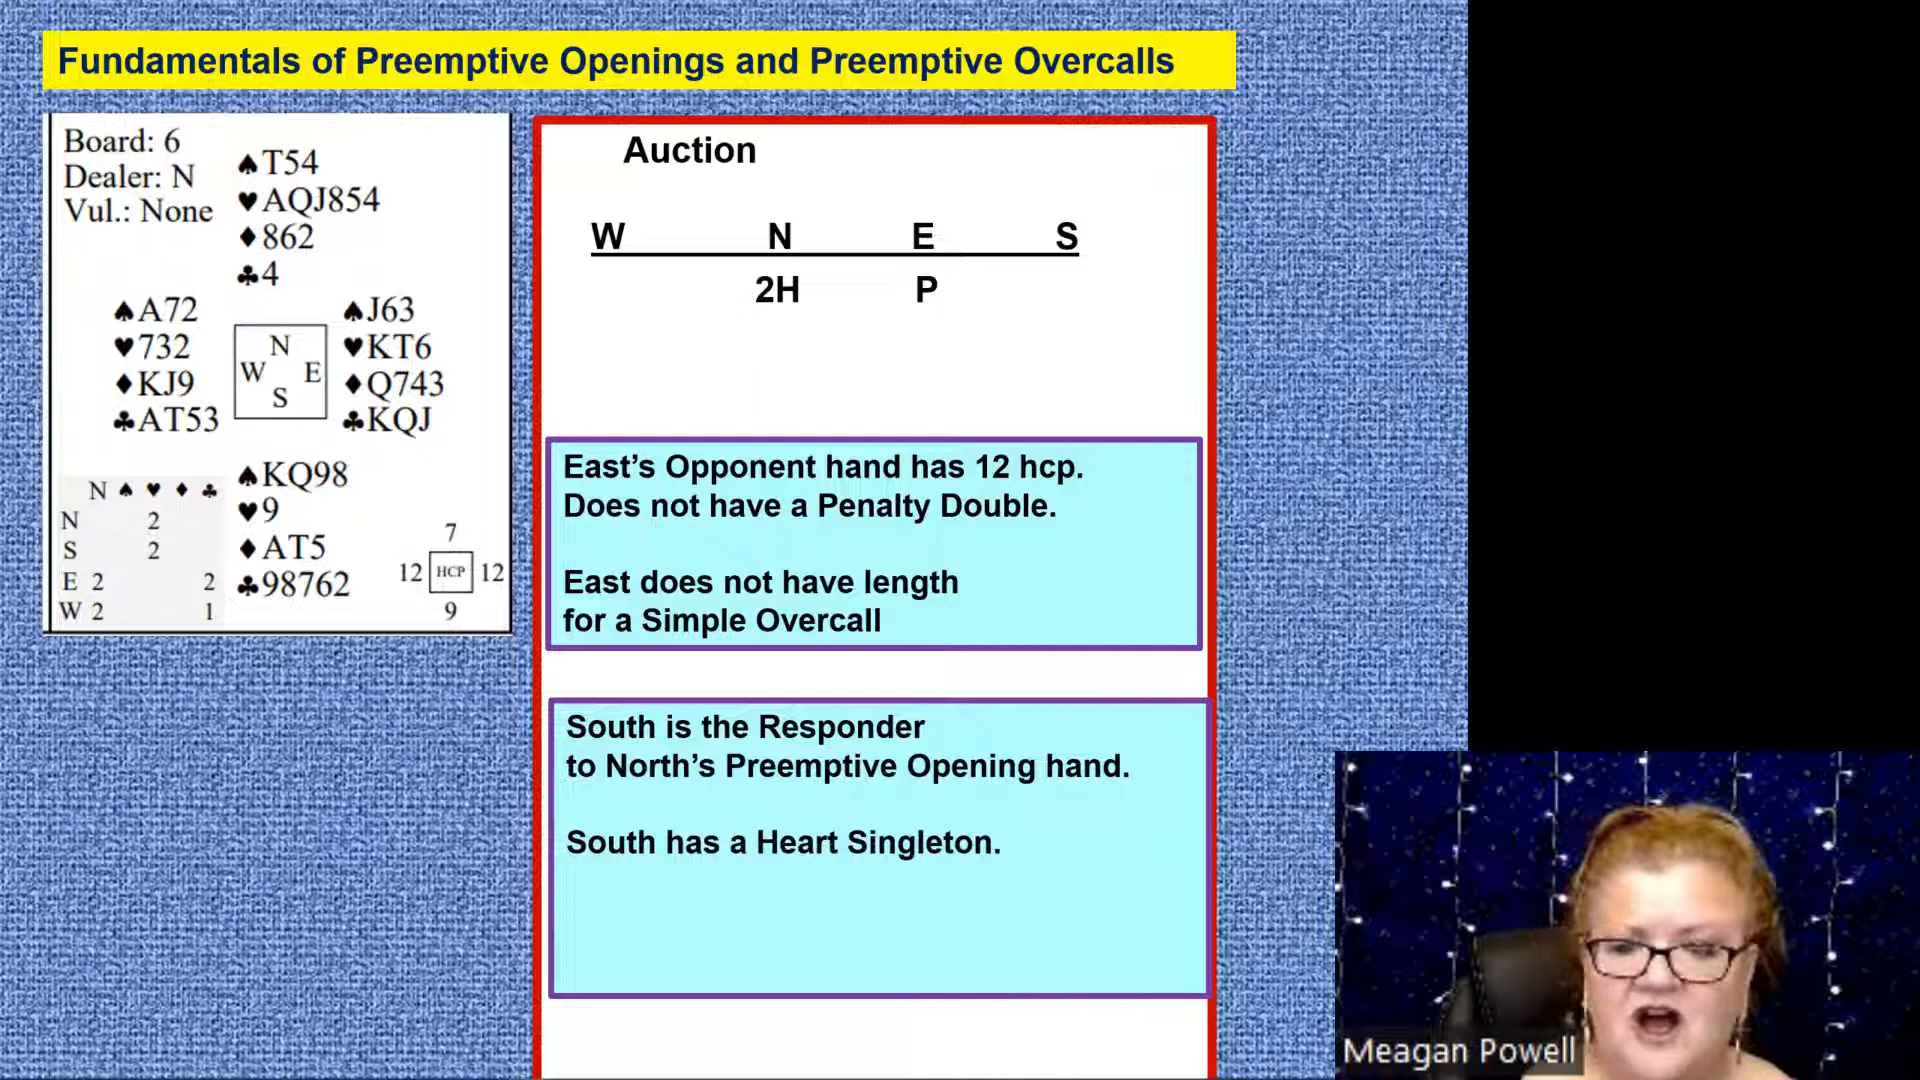 Fundamentals of Preemptive Openings and Preemptive Overcalls
Board: 6
Dealer: N
Vul.: None
♠T54
♥AQJ854
♦862
♣4
♠A72
♥732
♦KJ9
♣AT53
N
W E
S
♠J63
♥KT6
♦Q743
♣KQJ
♠KQ98
♥9
♦AT5
♣98762
N ♠ ♥ ♦ ♣
N 2
S 2
E 2 2
W 2 1
7
12 HCP 12
9
Auction
W N E S
2H P
East’s Opponent hand has 12 hcp.
Does not have a Penalty Double.
East does not have length
for a Simple Overcall
South is the Responder
to North’s Preemptive Opening hand.
South has a Heart Singleton.
Meagan Powell